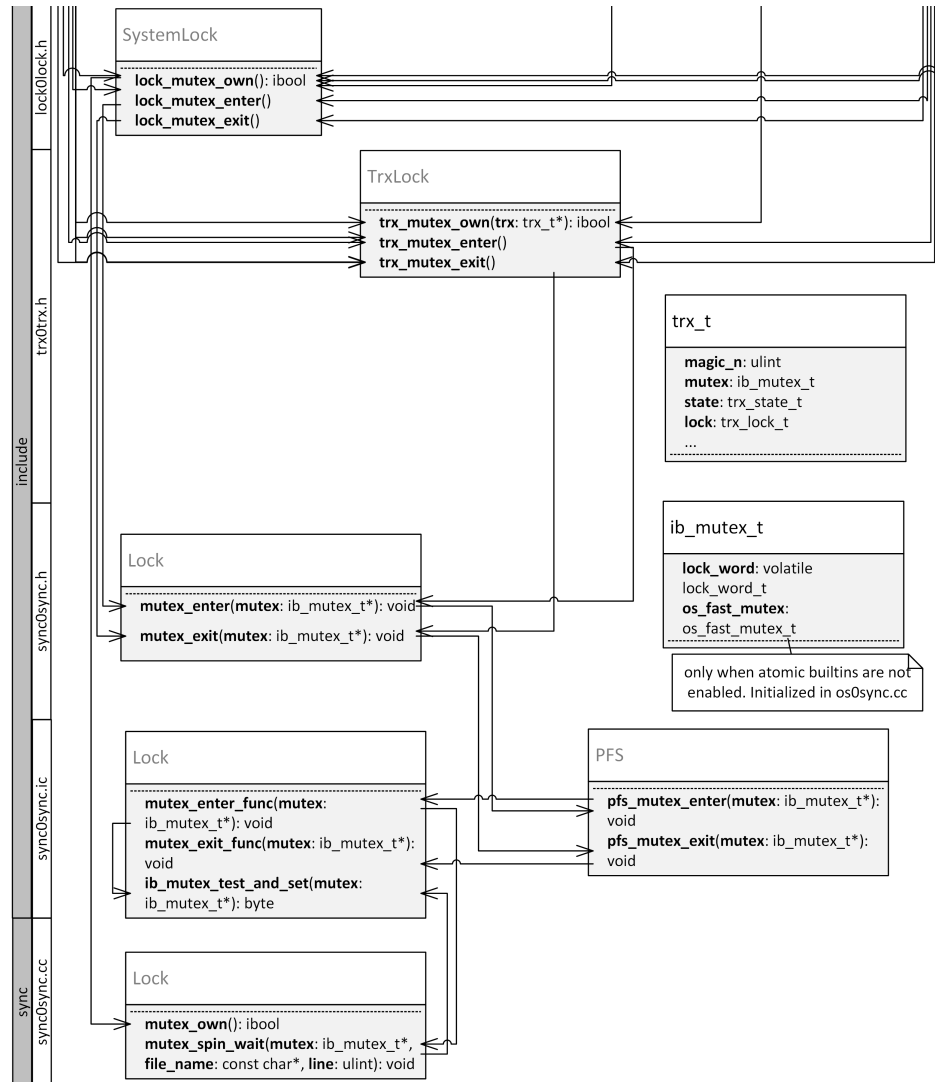 include
sync
lock0lock.h
trx0trx.h
sync0sync.h
sync0sync.ic
sync0sync.cc
SystemLock
lock_mutex_own(): ibool
lock_mutex_enter()
lock_mutex_exit()
TrxLock
trx_mutex_own(trx: trx_t*): ibool
trx_mutex_enter()
trx_mutex_exit()
trx_t
magic_n: ulint
mutex: ib_mutex_t
state: trx_state_t
lock: trx_lock_t
...
ib_mutex_t
lock_word: volatile
lock_word_t
os_fast_mutex:
os_fast_mutex_t
only when atomic builtins are not
enabled. Initialized in os0sync.cc
Lock
mutex_enter(mutex: ib_mutex_t*): void
mutex_exit(mutex: ib_mutex_t*): void
Lock
mutex_enter_func(mutex:
ib_mutex_t*): void
mutex_exit_func(mutex: ib_mutex_t*):
void
ib_mutex_test_and_set(mutex:
ib_mutex_t*): byte
PFS
pfs_mutex_enter(mutex: ib_mutex_t*):
void
pfs_mutex_exit(mutex: ib_mutex_t*):
void
Lock
mutex_own(): ibool
mutex_spin_wait(mutex: ib_mutex_t*,
file_name: const char*, line: ulint): void